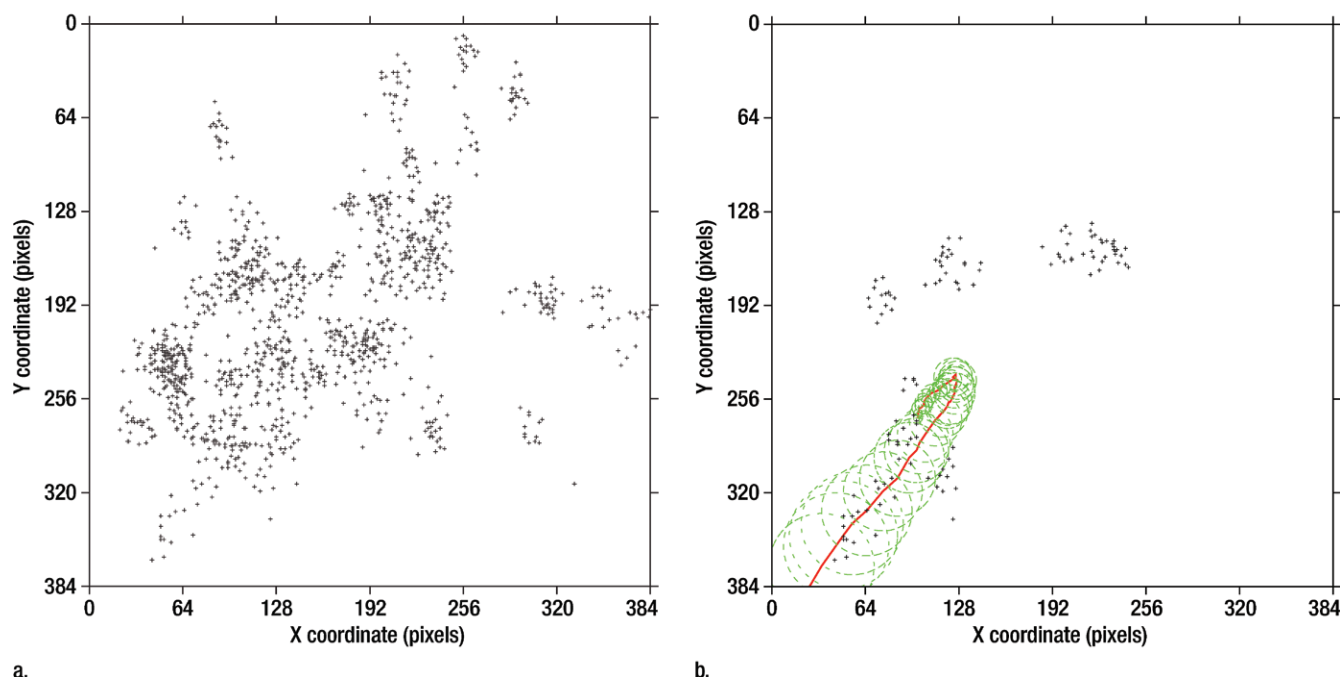 0
64
128
192
256
320
384
Y coordinate (pixels)
0 64 128 192 256 320 384
X coordinate (pixels)
a.
0
64
128
192
256
320
384
Y coordinate (pixels)
0 64 128 192 256 320 384
X coordinate (pixels)
b.